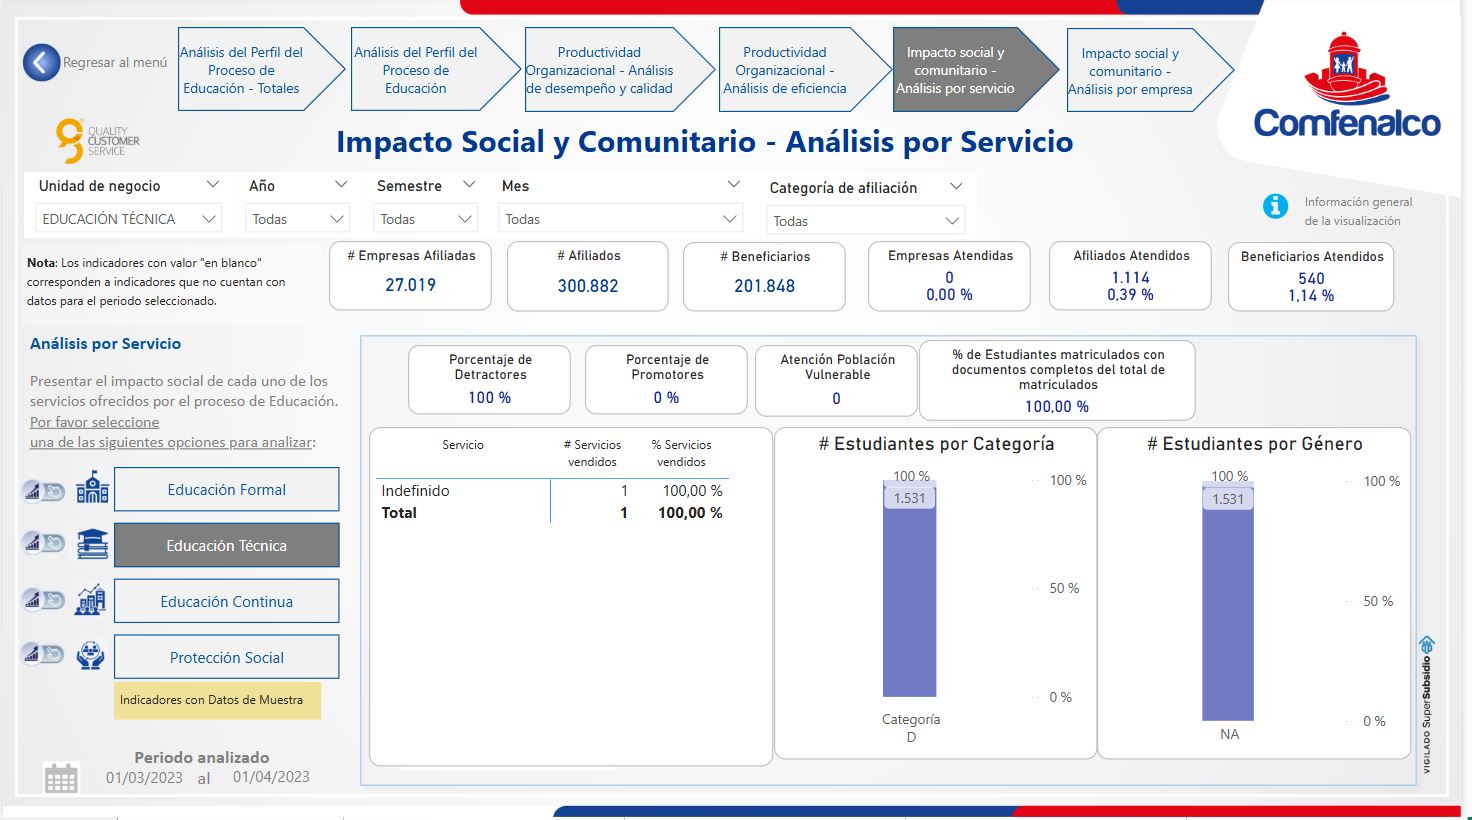 Regresar al menú
Análisis del Perfil del
Proceso de
Educación - Totales
Análisis del Perfil del
Proceso de
Educación
Productividad
Organizacional - Análisis
de desempeño y calidad
Productividad
Organizacional -
Análisis de eficiencia
Impacto social y
comunitario -
Análisis por servicio
Impacto social y
comunitario -
Análisis por empresa
Comfenalco
QUALITY
CUSTOMER
SERVICE
Impacto Social y Comunitario - Análisis por Servicio
Unidad de negocio
EDUCACIÓN TÉCNICA
Año
Todas
Semestre
Todas
Mes
Todas
Categoría de afiliación
Todas
Información general
de la visualización
Nota: Los indicadores con valor "en blanco"
corresponden a indicadores que no cuentan con
datos para el periodo seleccionado.
# Empresas Afiliadas
27.019
# Afiliados
300.882
# Beneficiarios
201.848
Empresas Atendidas
0
0,00 %
Afiliados Atendidos
1.114
0,39 %
Beneficiarios Atendidos
540
1,14 %
Análisis por Servicio
Presentar el impacto social de cada uno de los
servicios ofrecidos por el proceso de Educación.
Por favor seleccione
una de las siguientes opciones para analizar:
Educación Formal
Educación Técnica
Educación Continua
Protección Social
Indicadores con Datos de Muestra
Periodo analizado
01/03/2023 al 01/04/2023
Porcentaje de
Detractores
100 %
Porcentaje de
Promotores
0 %
Atención Población
Vulnerable
0
% de Estudiantes matriculados con
documentos completos del total de
matriculados
100,00 %
Servicio # Servicios vendidos % Servicios vendidos
Indefinido 1 100,00 %
Total 1 100,00 %
# Estudiantes por Categoría
100 %
1.531
100 %
50 %
0 %
Categoría
D
# Estudiantes por Género
100 %
1.531
100 %
50 %
0 %
NA
VIGILADO SuperSubsidio